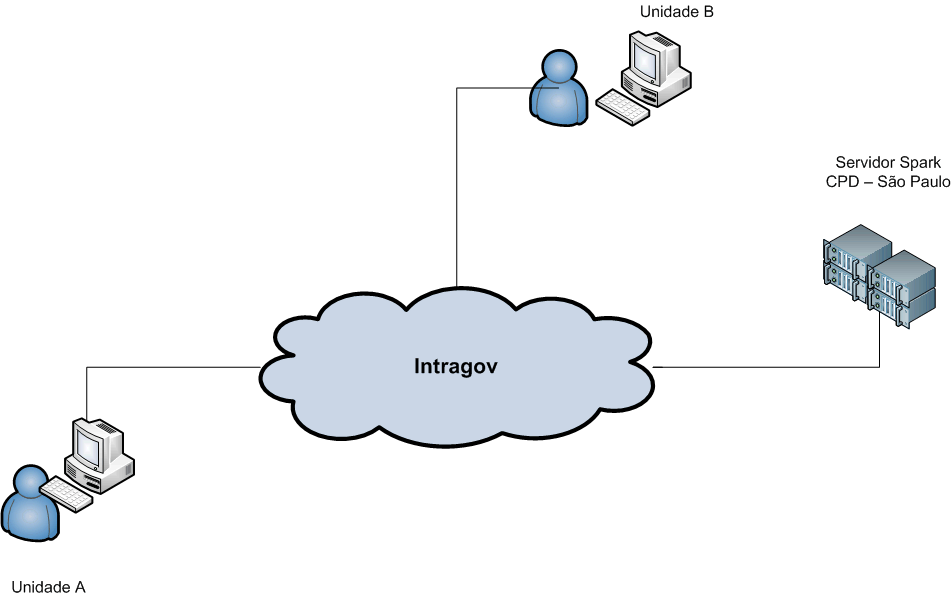 Unidade B
Servidor Spark
CPD – São Paulo
Intragov
Unidade A